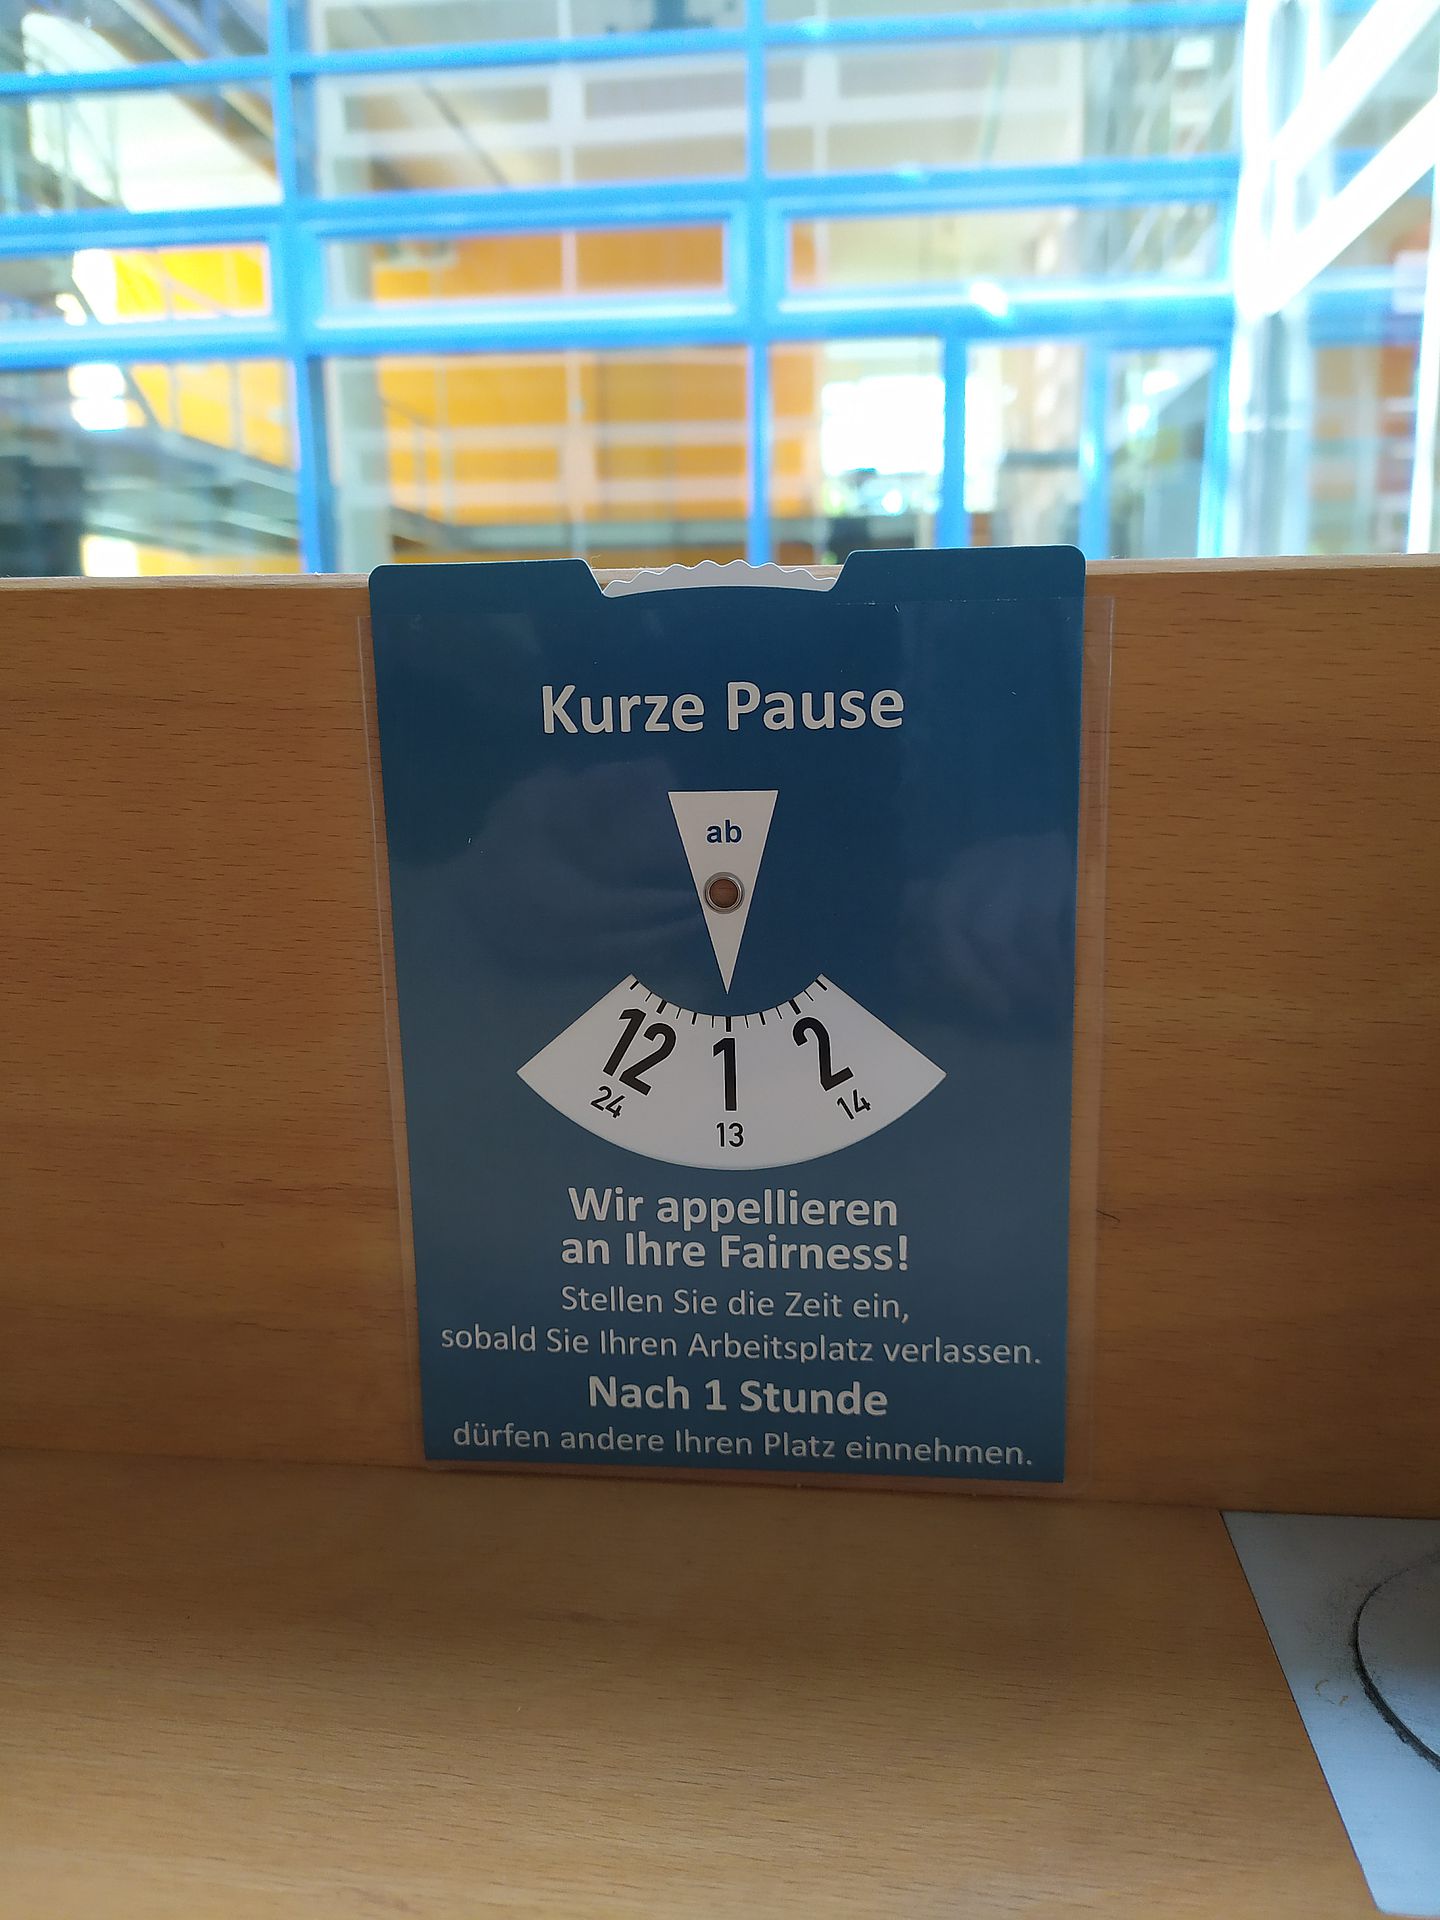 Kurze Pause
ab
12 1 2
24 13 14
Wir appellieren
an Ihre Fairness!
Stellen Sie die Zeit ein,
sobald Sie Ihren Arbeitsplatz verlassen.
Nach 1 Stunde
dürfen andere Ihren Platz einnehmen.